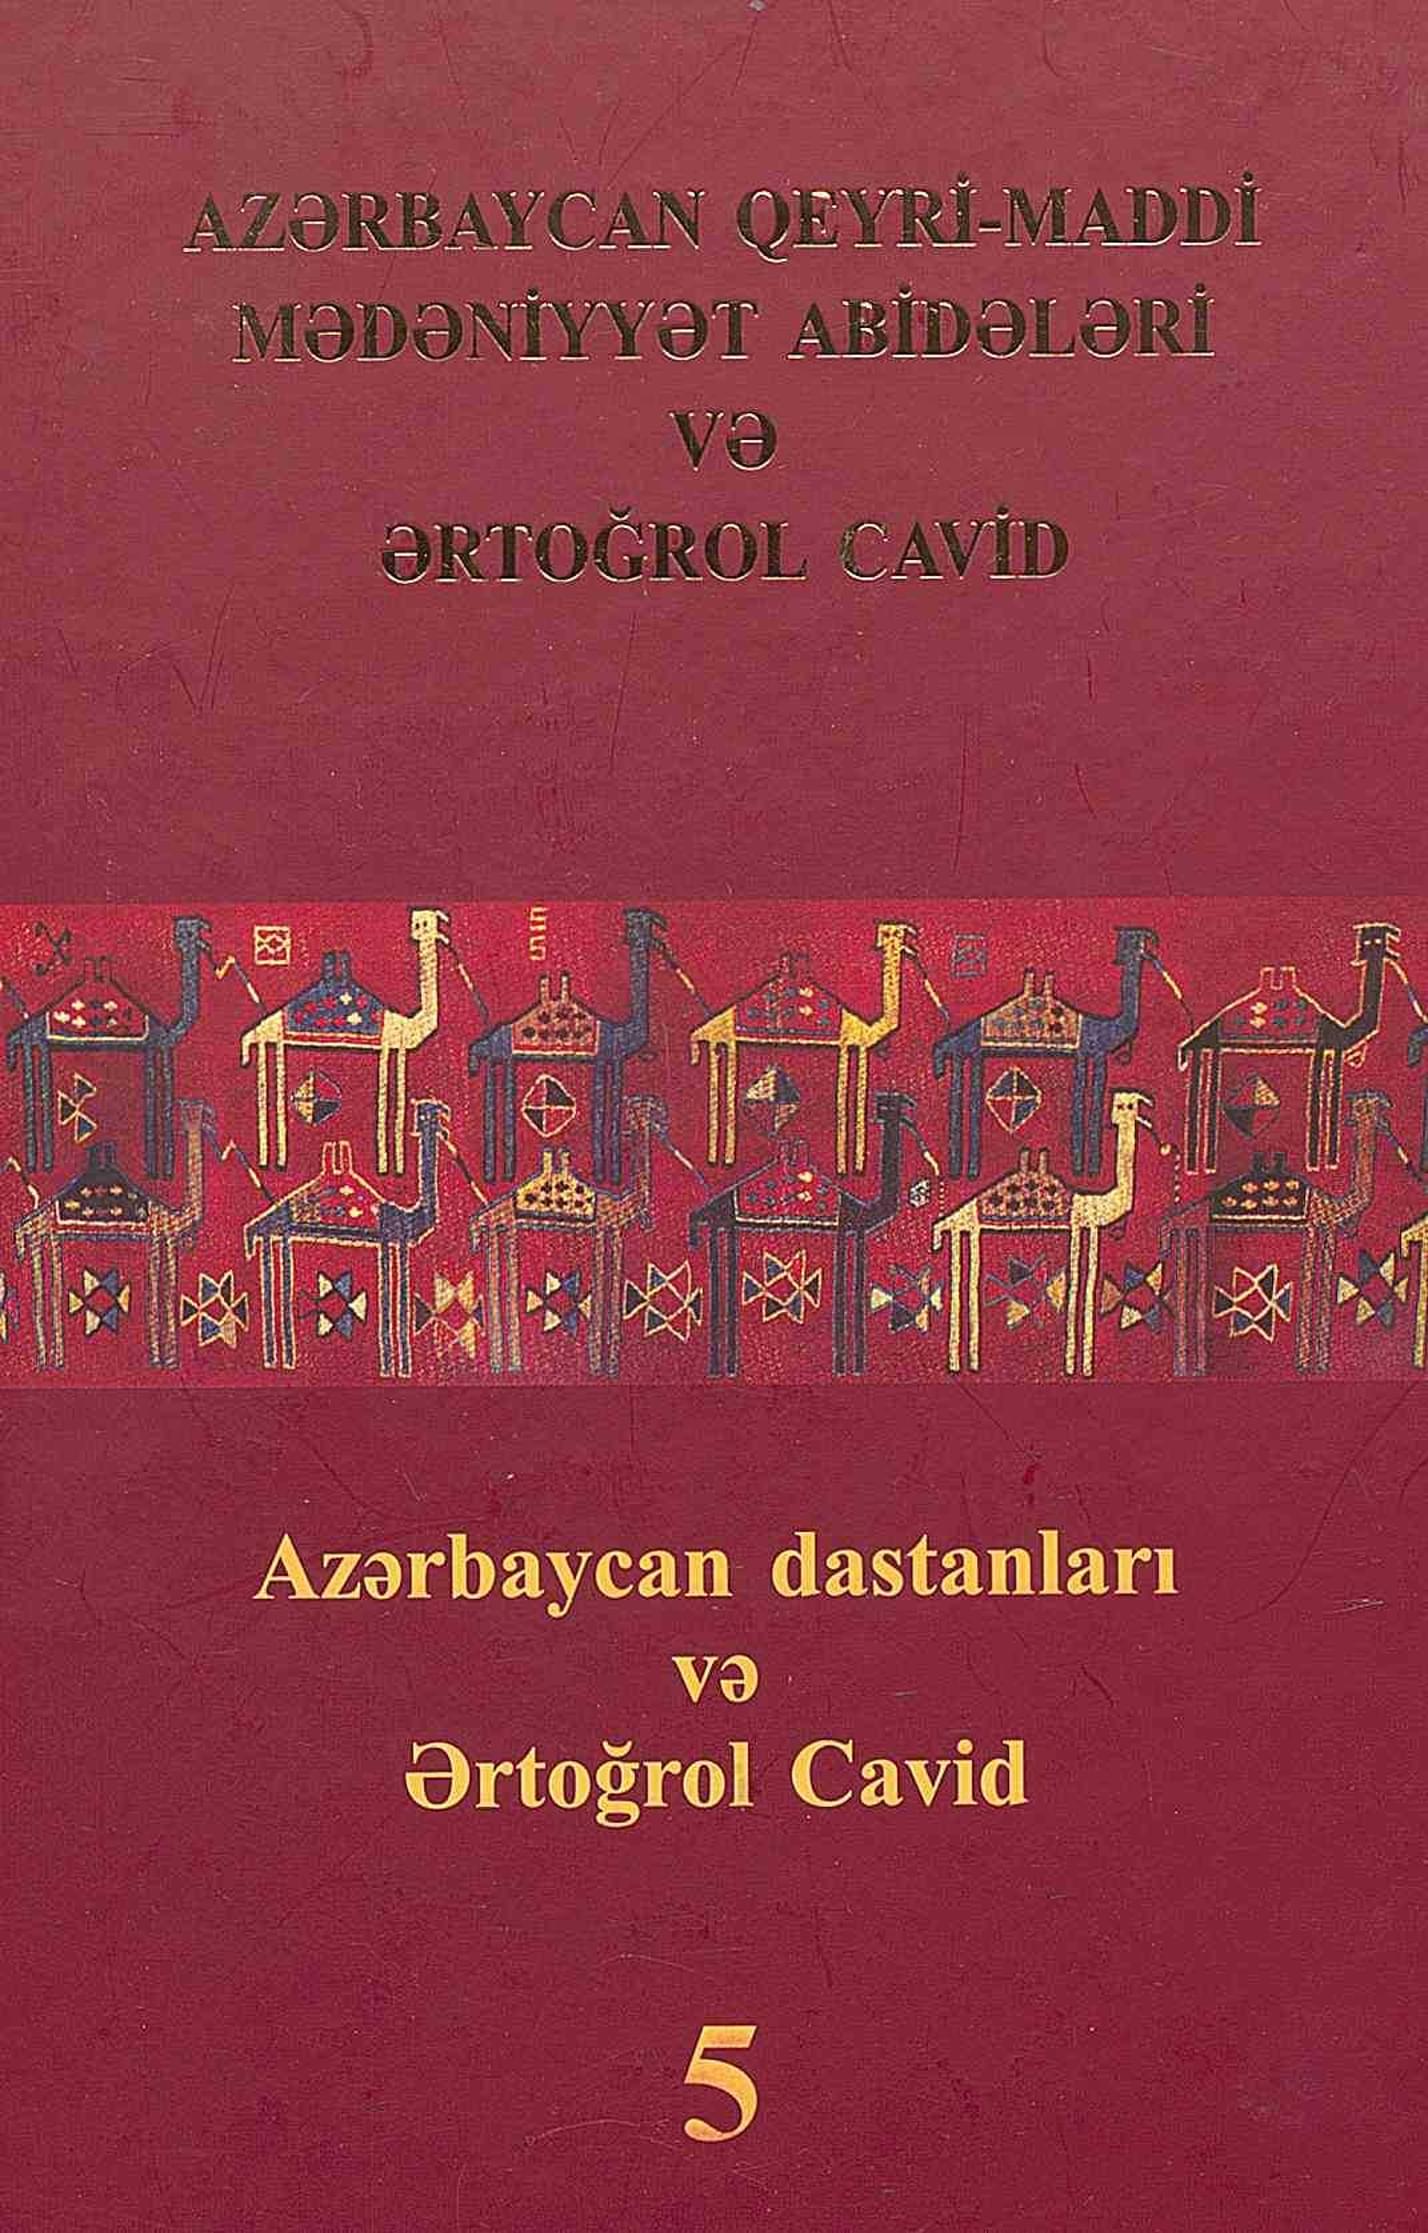 AZƏRBAYCAN QEYRİ-MADDİ
MƏDƏNİYYƏT ABİDƏLƏRİ
VƏ
ƏRTOĞROL CAVİD
Azərbaycan dastanları
və
Ərtoğrol Cavid
5